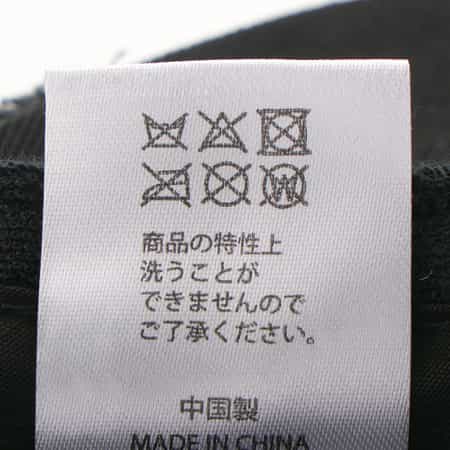 商品の特性上
洗うことが
できませんので
ご了承ください。
中国製
MADE IN CHINA